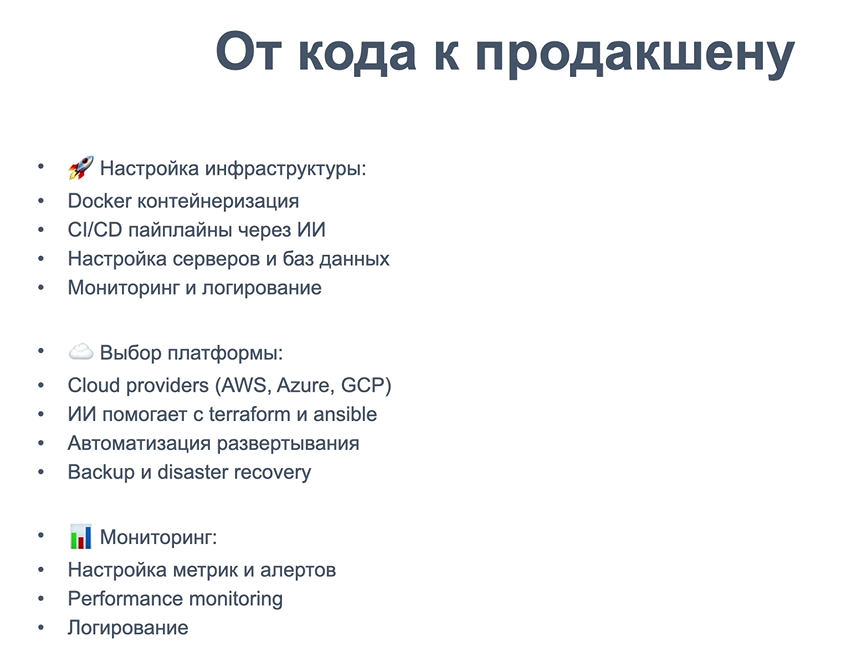 От кода к продакшену
• 🚀 Настройка инфраструктуры:
• Docker контейнеризация
• CI/CD пайплайны через ИИ
• Настройка серверов и баз данных
• Мониторинг и логирование
• ☁️ Выбор платформы:
• Cloud providers (AWS, Azure, GCP)
• ИИ помогает с terraform и ansible
• Автоматизация развертывания
• Backup и disaster recovery
• 📊 Мониторинг:
• Настройка метрик и алертов
• Performance monitoring
• Логирование